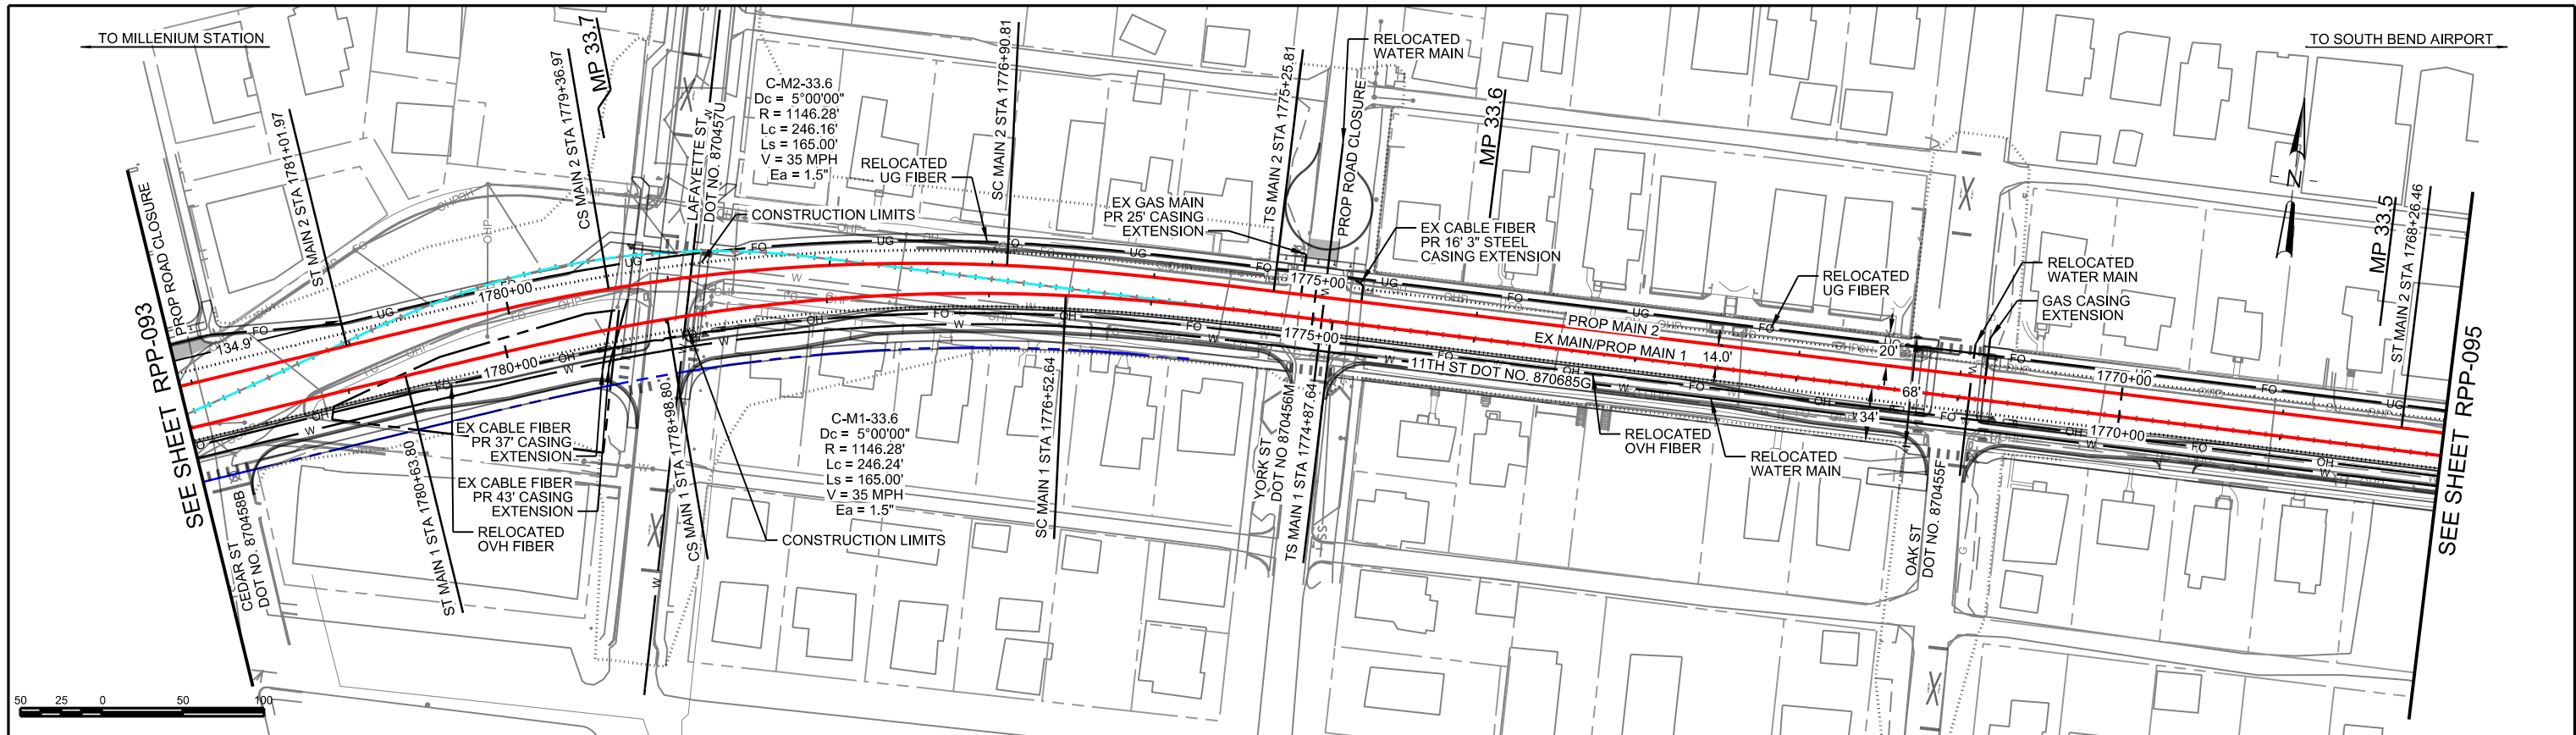 TO MILLENIUM STATION
TO SOUTH BEND AIRPORT
SEE SHEET RPP-093
PROP ROAD CLOSURE
134.9'
ST MAIN 2 STA 1781+01.97
CS MAIN 2 STA 1779+36.97
MP 33.7
LAFAYETTE ST
DOT NO. 870457U
C-M2-33.6
Dc = 5°00'00"
R = 1146.28'
Lc = 246.16'
Ls = 165.00'
V = 35 MPH
Ea = 1.5"
RELOCATED
UG FIBER
CONSTRUCTION LIMITS
SC MAIN 2 STA 1776+90.81
TS MAIN 2 STA 1775+25.81
RELOCATED
WATER MAIN
PROP ROAD CLOSURE
EX GAS MAIN
PR 25' CASING
EXTENSION
EX CABLE FIBER
PR 16' 3" STEEL
CASING EXTENSION
MP 33.6
RELOCATED
UG FIBER
RELOCATED
WATER MAIN
GAS CASING
EXTENSION
N
MP 33.5
ST MAIN 2 STA 1768+26.46
SEE SHEET RPP-095
1780+00
1775+00
1770+00
PROP MAIN 2
EX MAIN/PROP MAIN 1
14.0'
20'
68'
34'
1780+00
1775+00
1770+00
11TH ST DOT NO. 870685G
EX CABLE FIBER
PR 37' CASING
EXTENSION
EX CABLE FIBER
PR 43' CASING
EXTENSION
RELOCATED
OVH FIBER
CEDAR ST
DOT NO. 870458B
ST MAIN 1 STA 1780+63.80
CS MAIN 1 STA 1778+98.80
C-M1-33.6
Dc = 5°00'00"
R = 1146.28'
Lc = 246.24'
Ls = 165.00'
V = 35 MPH
Ea = 1.5"
CONSTRUCTION LIMITS
SC MAIN 1 STA 1776+52.64
YORK ST
DOT NO 870456M
TS MAIN 1 STA 1774+87.64
RELOCATED
OVH FIBER
RELOCATED
WATER MAIN
OAK ST
DOT NO. 870455F
50 25 0 50 100